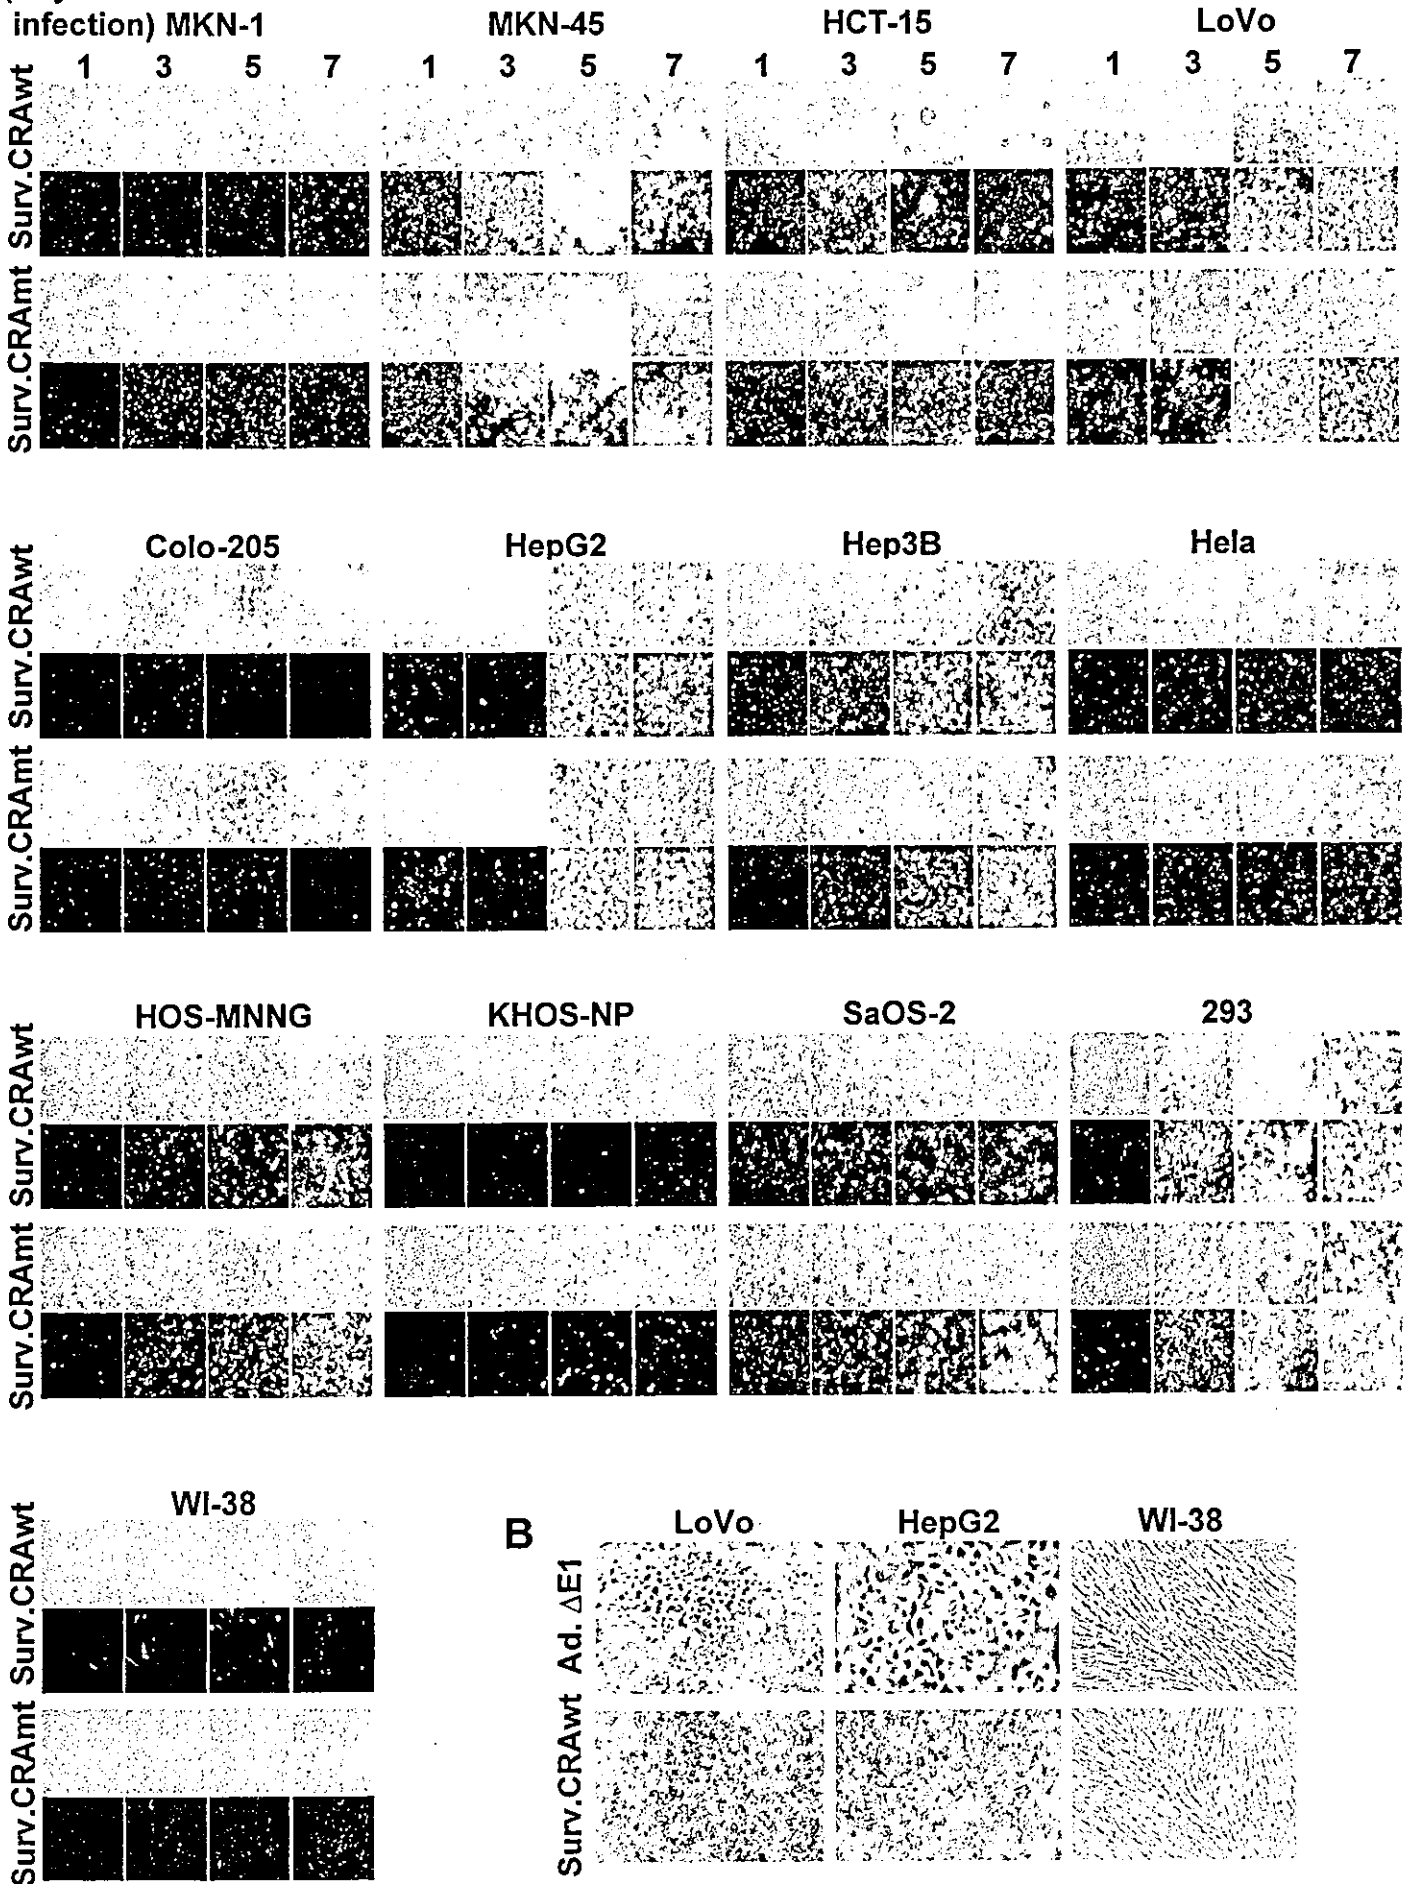 infection) MKN-1 MKN-45 HCT-15 LoVo
1 3 5 7 1 3 5 7 1 3 5 7 1 3 5 7
Surv.CRAwt
Surv.CRAmt
Colo-205 HepG2 Hep3B Hela
Surv.CRAwt
Surv.CRAmt
HOS-MNNG KHOS-NP SaOS-2 293
Surv.CRAwt
Surv.CRAmt
WI-38
Surv.CRAwt
Surv.CRAmt
B LoVo HepG2 WI-38
Ad. ΔE1
Surv.CRAwt